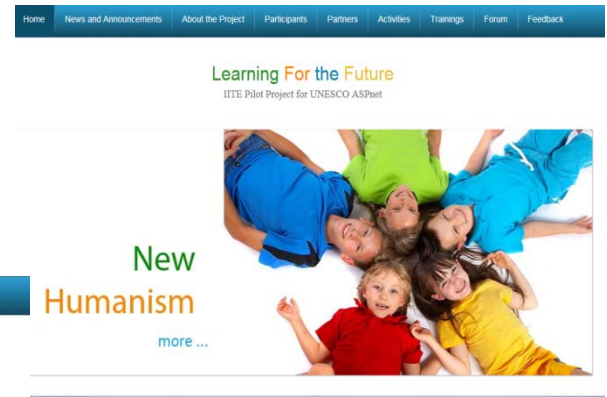 Home News and Announcements About the Project Participants Partners Activities Trainings Forum Feedback
Learning For the Future
IITE Pilot Project for UNESCO ASPnet
New
Humanism
more ...